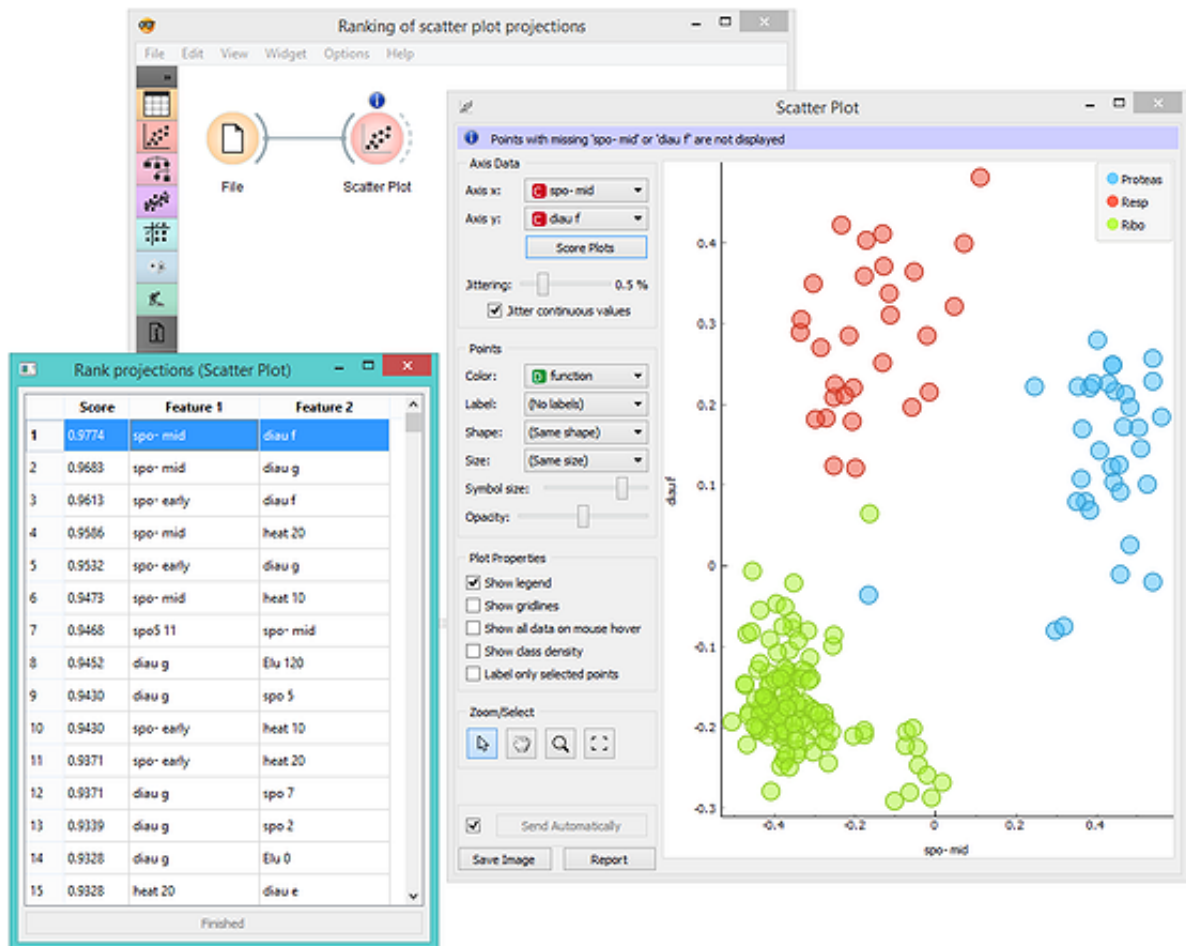 Ranking of scatter plot projections
File Edit View Widget Options Help
File
Scatter Plot
Scatter Plot
Points with missing 'spo- mid' or 'diau f' are not displayed
Axis Data
Axis x: C spo- mid
Axis y: C diau f
Score Plots
Jittering: 0.5 %
Jitter continuous values
Points
Color: D function
Label: (No labels)
Shape: (Same shape)
Size: (Same size)
Symbol size:
Opacity:
Plot Properties
Show legend
Show gridlines
Show all data on mouse hover
Show class density
Label only selected points
Zoom/Select
Send Automatically
Save Image Report
Proteas
Resp
Ribo
diau f
0.4
0.3
0.2
0.1
0
-0.1
-0.2
-0.3
-0.4 -0.2 0 0.2 0.4
spo- mid
Rank projections (Scatter Plot)
Score Feature 1 Feature 2
1 0.9774 spo- mid diau f
2 0.9683 spo- mid diau g
3 0.9613 spo- early diau f
4 0.9586 spo- mid heat 20
5 0.9532 spo- early diau g
6 0.9473 spo- mid heat 10
7 0.9468 spo5 11 spo- mid
8 0.9452 diau g Elu 120
9 0.9430 diau g spo 5
10 0.9430 spo- early heat 10
11 0.9371 spo- early heat 20
12 0.9371 diau g spo 7
13 0.9339 diau g spo 2
14 0.9328 diau g Elu 0
15 0.9328 heat 20 diau e
Finished